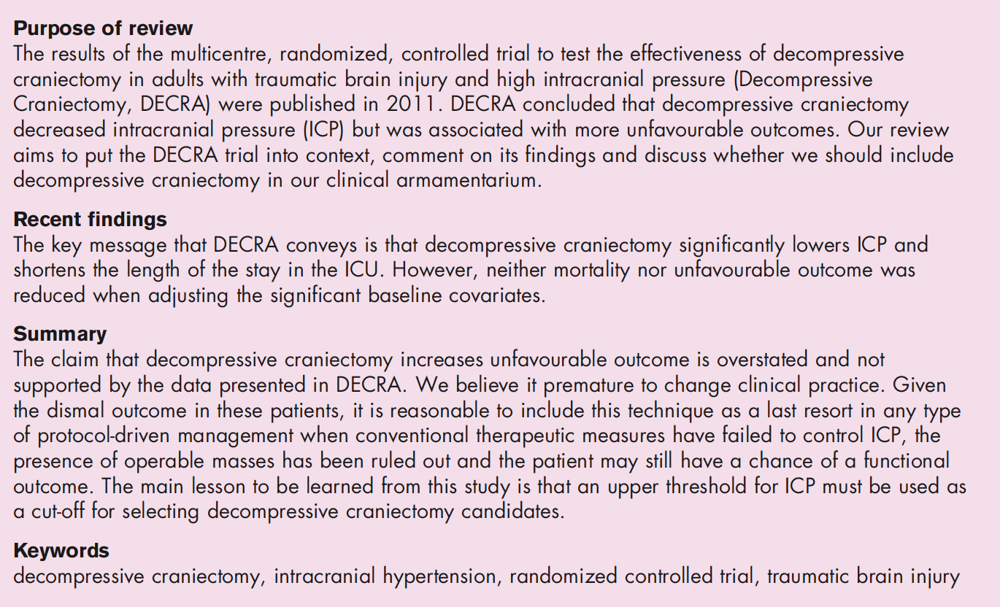 Purpose of review
The results of the multicentre, randomized, controlled trial to test the effectiveness of decompressive
craniectomy in adults with traumatic brain injury and high intracranial pressure (Decompressive
Craniectomy, DECRA) were published in 2011. DECRA concluded that decompressive craniectomy
decreased intracranial pressure (ICP) but was associated with more unfavourable outcomes. Our review
aims to put the DECRA trial into context, comment on its findings and discuss whether we should include
decompressive craniectomy in our clinical armamentarium.
Recent findings
The key message that DECRA conveys is that decompressive craniectomy significantly lowers ICP and
shortens the length of the stay in the ICU. However, neither mortality nor unfavourable outcome was
reduced when adjusting the significant baseline covariates.
Summary
The claim that decompressive craniectomy increases unfavourable outcome is overstated and not
supported by the data presented in DECRA. We believe it premature to change clinical practice. Given
the dismal outcome in these patients, it is reasonable to include this technique as a last resort in any type
of protocol-driven management when conventional therapeutic measures have failed to control ICP, the
presence of operable masses has been ruled out and the patient may still have a chance of a functional
outcome. The main lesson to be learned from this study is that an upper threshold for ICP must be used as
a cut-off for selecting decompressive craniectomy candidates.
Keywords
decompressive craniectomy, intracranial hypertension, randomized controlled trial, traumatic brain injury